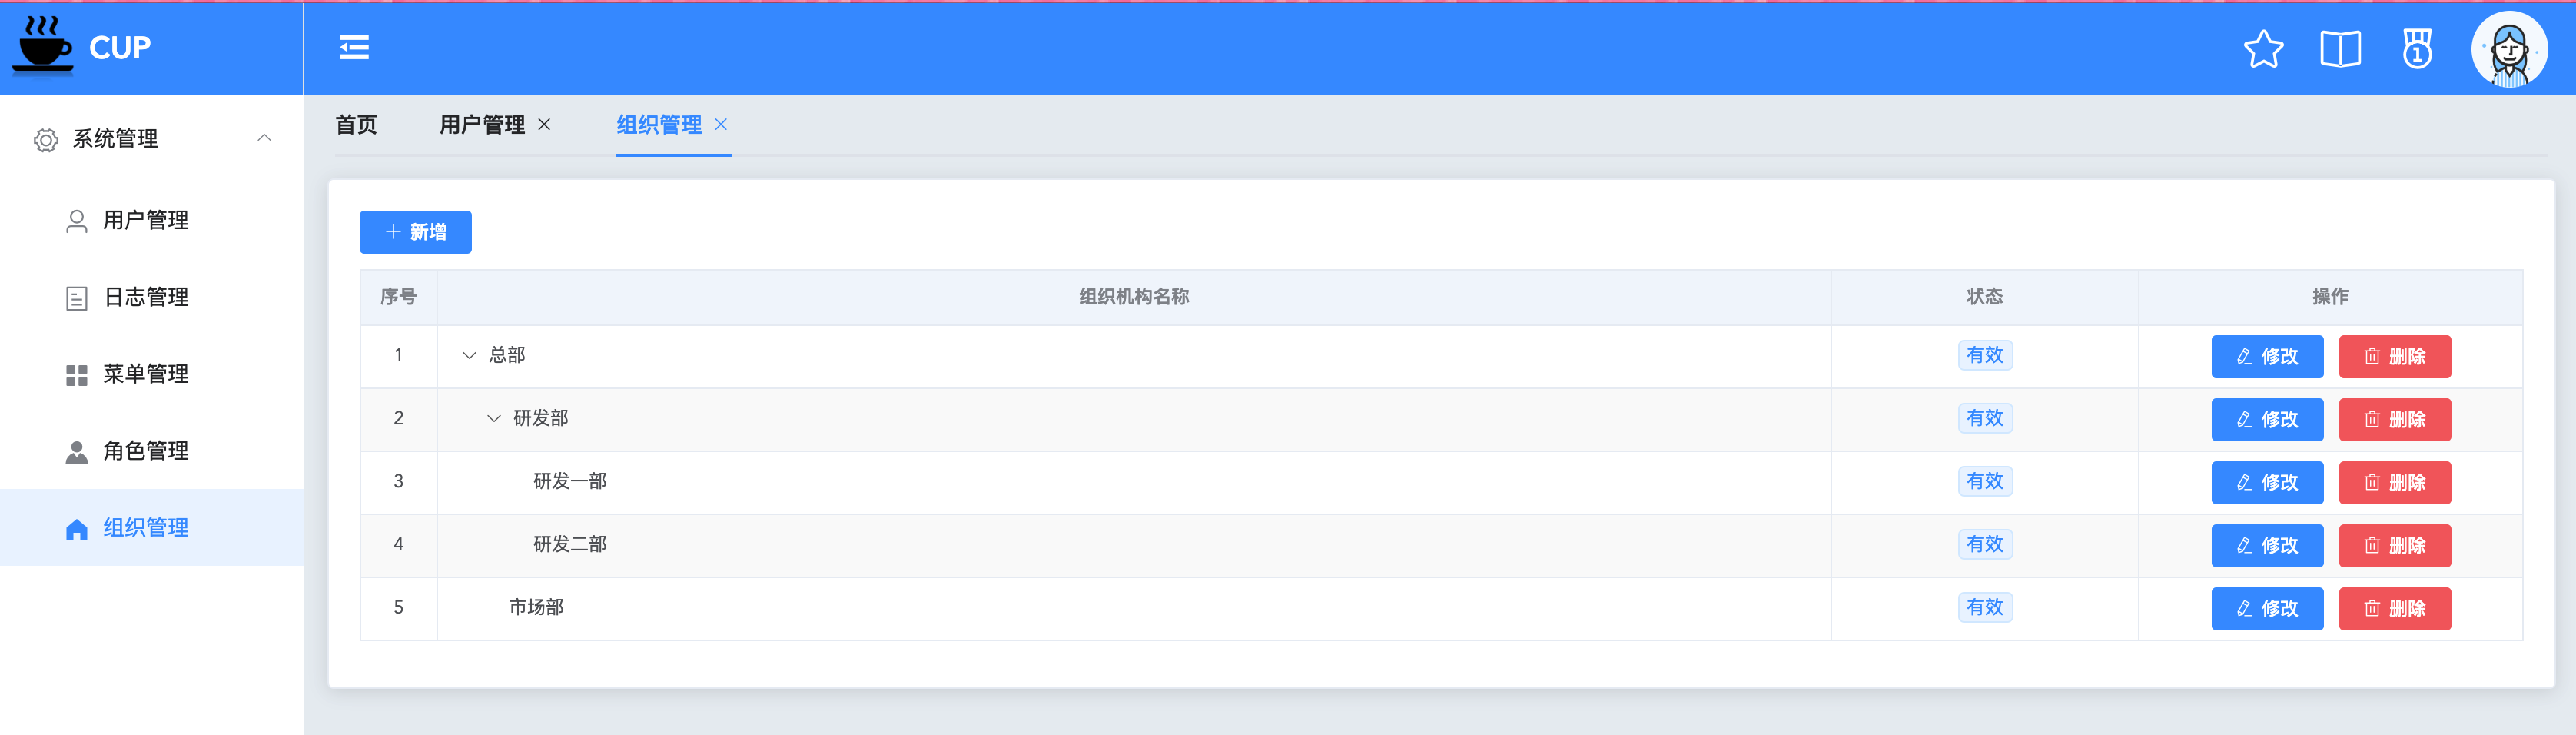 CUP
1
系统管理
用户管理
日志管理
菜单管理
角色管理
组织管理
首页 用户管理 组织管理
新增
序号 组织机构名称 状态 操作
1 总部 有效 修改 删除
2 研发部 有效 修改 删除
3 研发一部 有效 修改 删除
4 研发二部 有效 修改 删除
5 市场部 有效 修改 删除